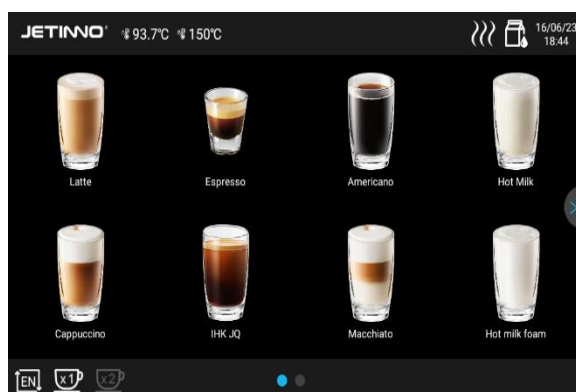 JETINNO® 93.7℃ 150℃ 16/06/23
18:44
Latte Espresso Americano Hot Milk
Cappuccino IHK JQ Macchiato Hot milk foam
EN x1 x2